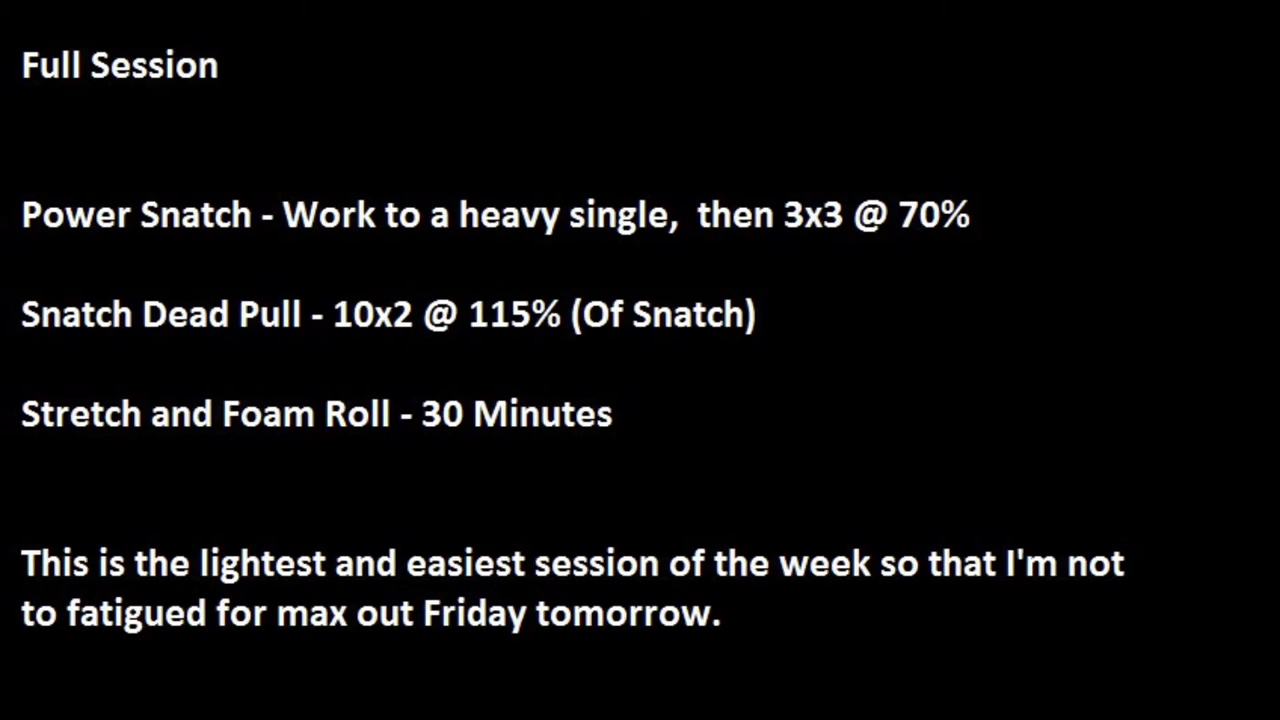 Full Session
Power Snatch - Work to a heavy single,  then 3x3 @ 70%
Snatch Dead Pull - 10x2 @ 115% (Of Snatch)
Stretch and Foam Roll - 30 Minutes
This is the lightest and easiest session of the week so that I'm not
to fatigued for max out Friday tomorrow.